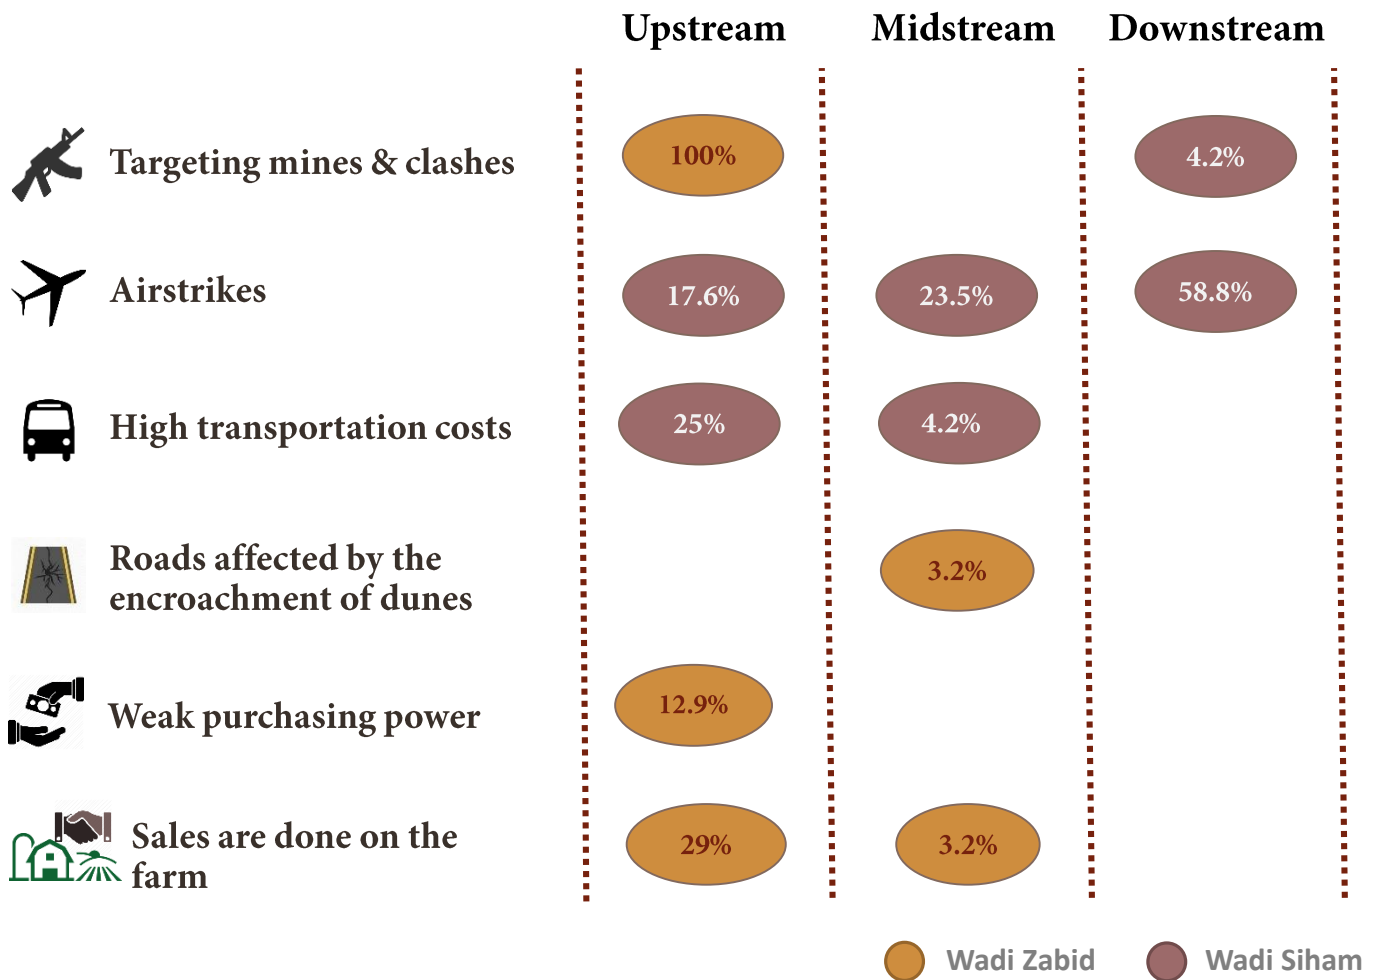 Upstream Midstream Downstream
Targeting mines & clashes 100% 4.2%
Airstrikes 17.6% 23.5% 58.8%
High transportation costs 25% 4.2%
Roads affected by the
encroachment of dunes 3.2%
Weak purchasing power 12.9%
Sales are done on the
farm 29% 3.2%
Wadi Zabid Wadi Siham